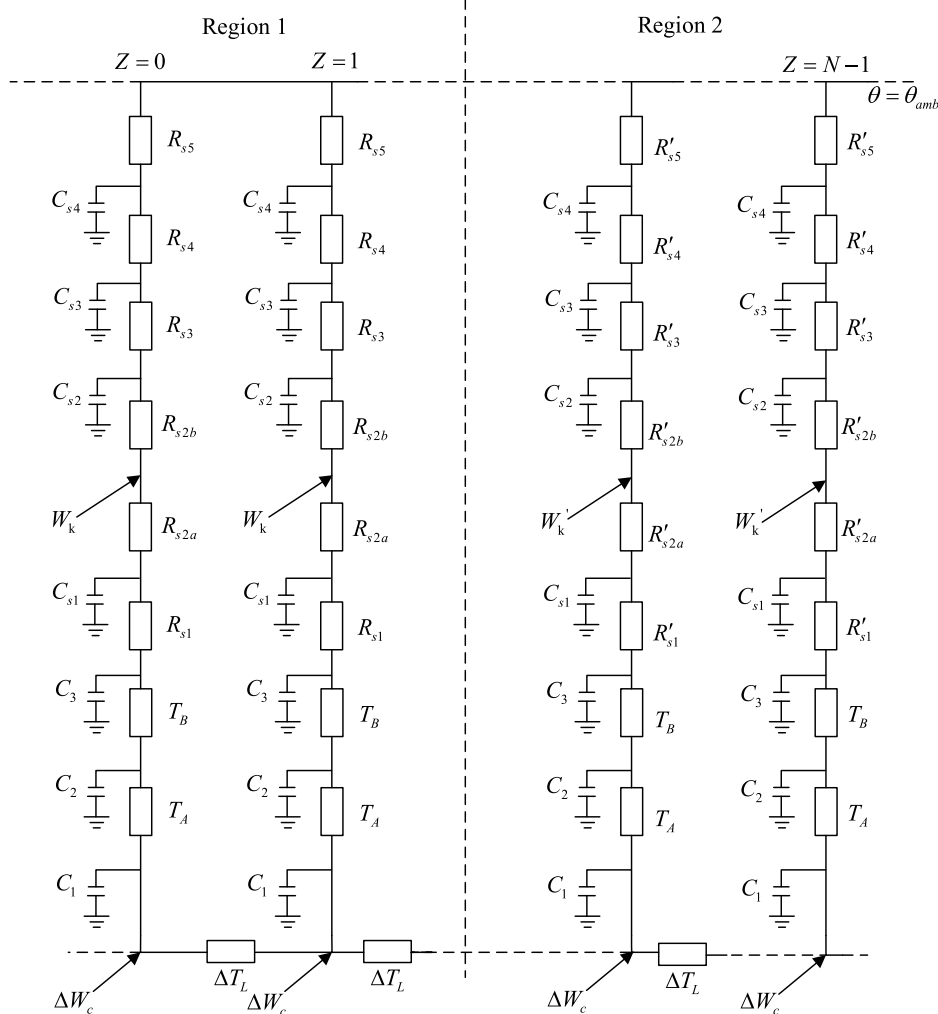 Region 1 Region 2
Z = 0 Z = 1 Z = N − 1
θ = θ_amb
R_s5 R_s5 R′_s5 R′_s5
C_s4 C_s4 C_s4 C_s4
R_s4 R_s4 R′_s4 R′_s4
C_s3 C_s3 C_s3 C_s3
R_s3 R_s3 R′_s3 R′_s3
C_s2 C_s2 C_s2 C_s2
R_s2b R_s2b R′_s2b R′_s2b
W_k W_k W_k' W_k'
R_s2a R_s2a R′_s2a R′_s2a
C_s1 C_s1 C_s1 C_s1
R_s1 R_s1 R′_s1 R′_s1
C_3 C_3 C_3 C_3
T_B T_B T_B T_B
C_2 C_2 C_2 C_2
T_A T_A T_A T_A
C_1 C_1 C_1 C_1
ΔT_L ΔT_L ΔT_L
ΔW_c ΔW_c ΔW_c ΔW_c